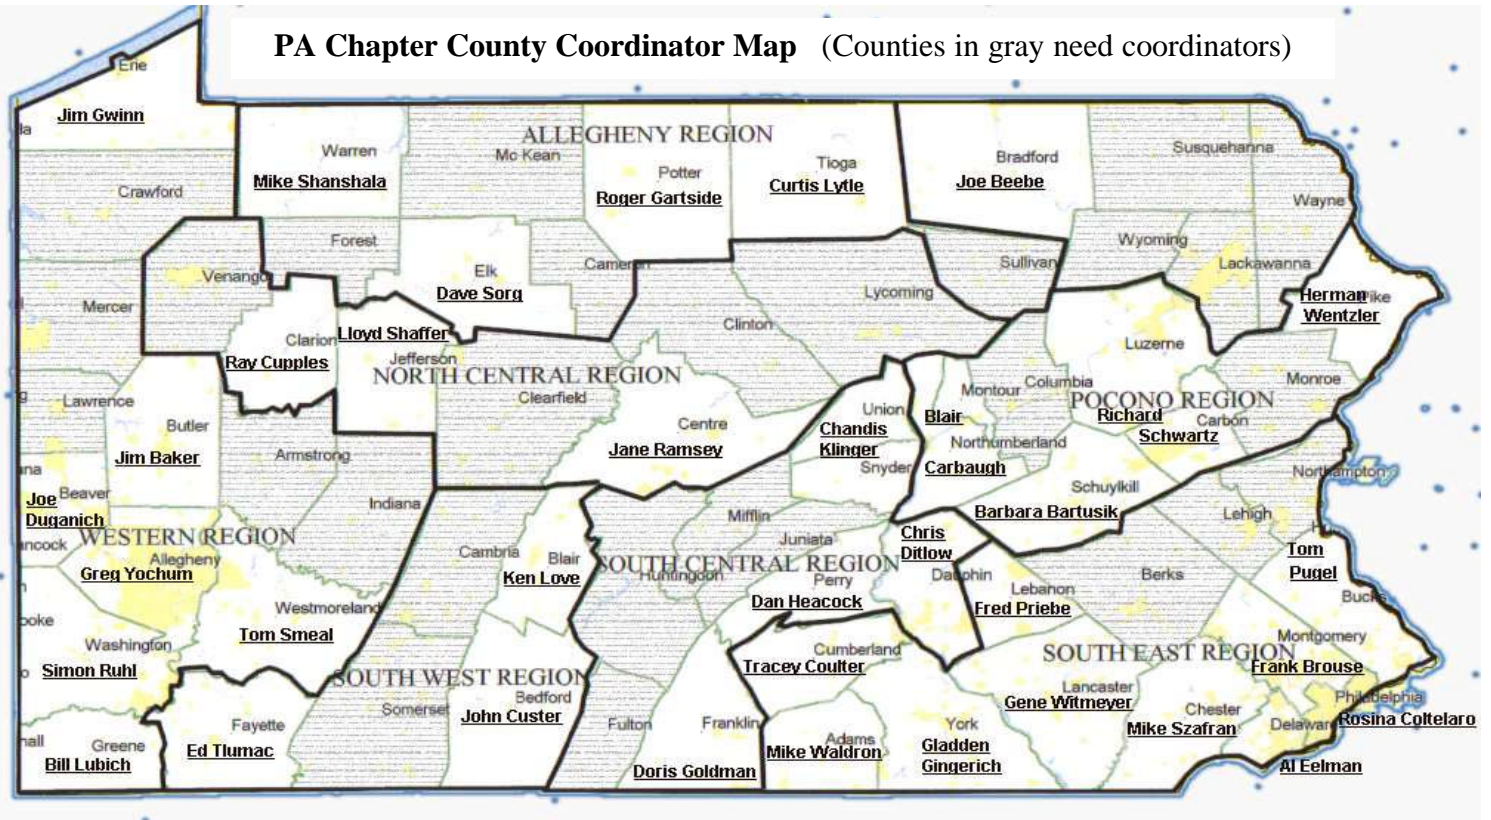 PA Chapter County Coordinator Map (Counties in gray need coordinators)
Erie
Jim Gwinn
ALLEGHENY REGION
Warren
Mc Kean
Mike Shanshala
Potter
Roger Gartside
Tioga
Curtis Lytle
Bradford
Joe Beebe
Susquehanna
Crawford
Wayne
Forest
Wyoming
Venango
Elk
Dave Sorg
Cameron
Sullivan
Lackawanna
Mercer
Lycoming
Herman
Pike
Wentzler
Clinton
Clarion
Ray Cupples
Lloyd Shaffer
Jefferson
Luzerne
NORTH CENTRAL REGION
Clearfield
Monroe
Lawrence
Montour
Columbia
POCONO REGION
Richard
Schwartz
Carbon
Butler
Jim Baker
Centre
Jane Ramsey
Union
Chandis
Klinger
Snyder
Blair
Northumberland
Carbaugh
Armstrong
Northampton
Indiana
Schuylkill
Barbara Bartusik
Beaver
Joe
Duganich
Mifflin
Lehigh
WESTERN REGION
Juniata
Chris
Ditlow
Allegheny
Greg Yochum
Cambria
Blair
Ken Love
SOUTH CENTRAL REGION
Huntingdon
Perry
Dan Heacock
Dauphin
Lebanon
Fred Priebe
Berks
Tom
Pugel
Bucks
Westmoreland
Tom Smeal
Washington
Simon Ruhl
Montgomery
Frank Brouse
Cumberland
Tracey Coulter
SOUTH EAST REGION
SOUTH WEST REGION
Lancaster
Gene Witmeyer
Bedford
John Custer
Somerset
Philadelphia
Rosina Coltelaro
Chester
Mike Szafran
Delaware
Al Eelman
Fayette
Ed Tlumac
Fulton
Franklin
Doris Goldman
Adams
Mike Waldron
York
Gladden
Gingerich
Greene
Bill Lubich